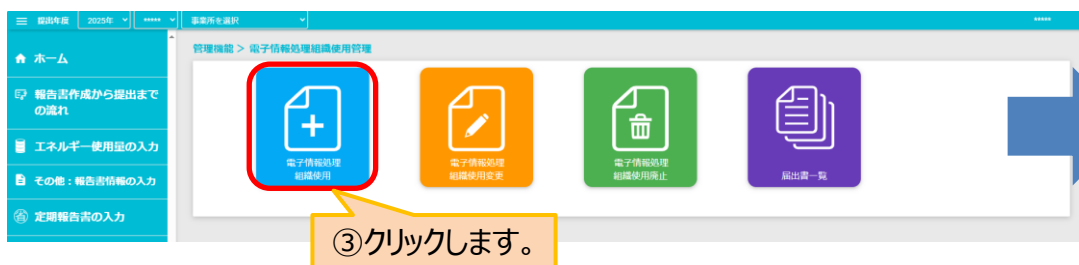 提出年度 2025年 ***** 事業所を選択 *****
管理機能 > 電子情報処理組織使用管理
ホーム
報告書作成から提出まで
の流れ
エネルギー使用量の入力
その他：報告書情報の入力
定期報告書の入力
電子情報処理
組織使用
電子情報処理
組織使用変更
電子情報処理
組織使用廃止
届出書一覧
③クリックします。